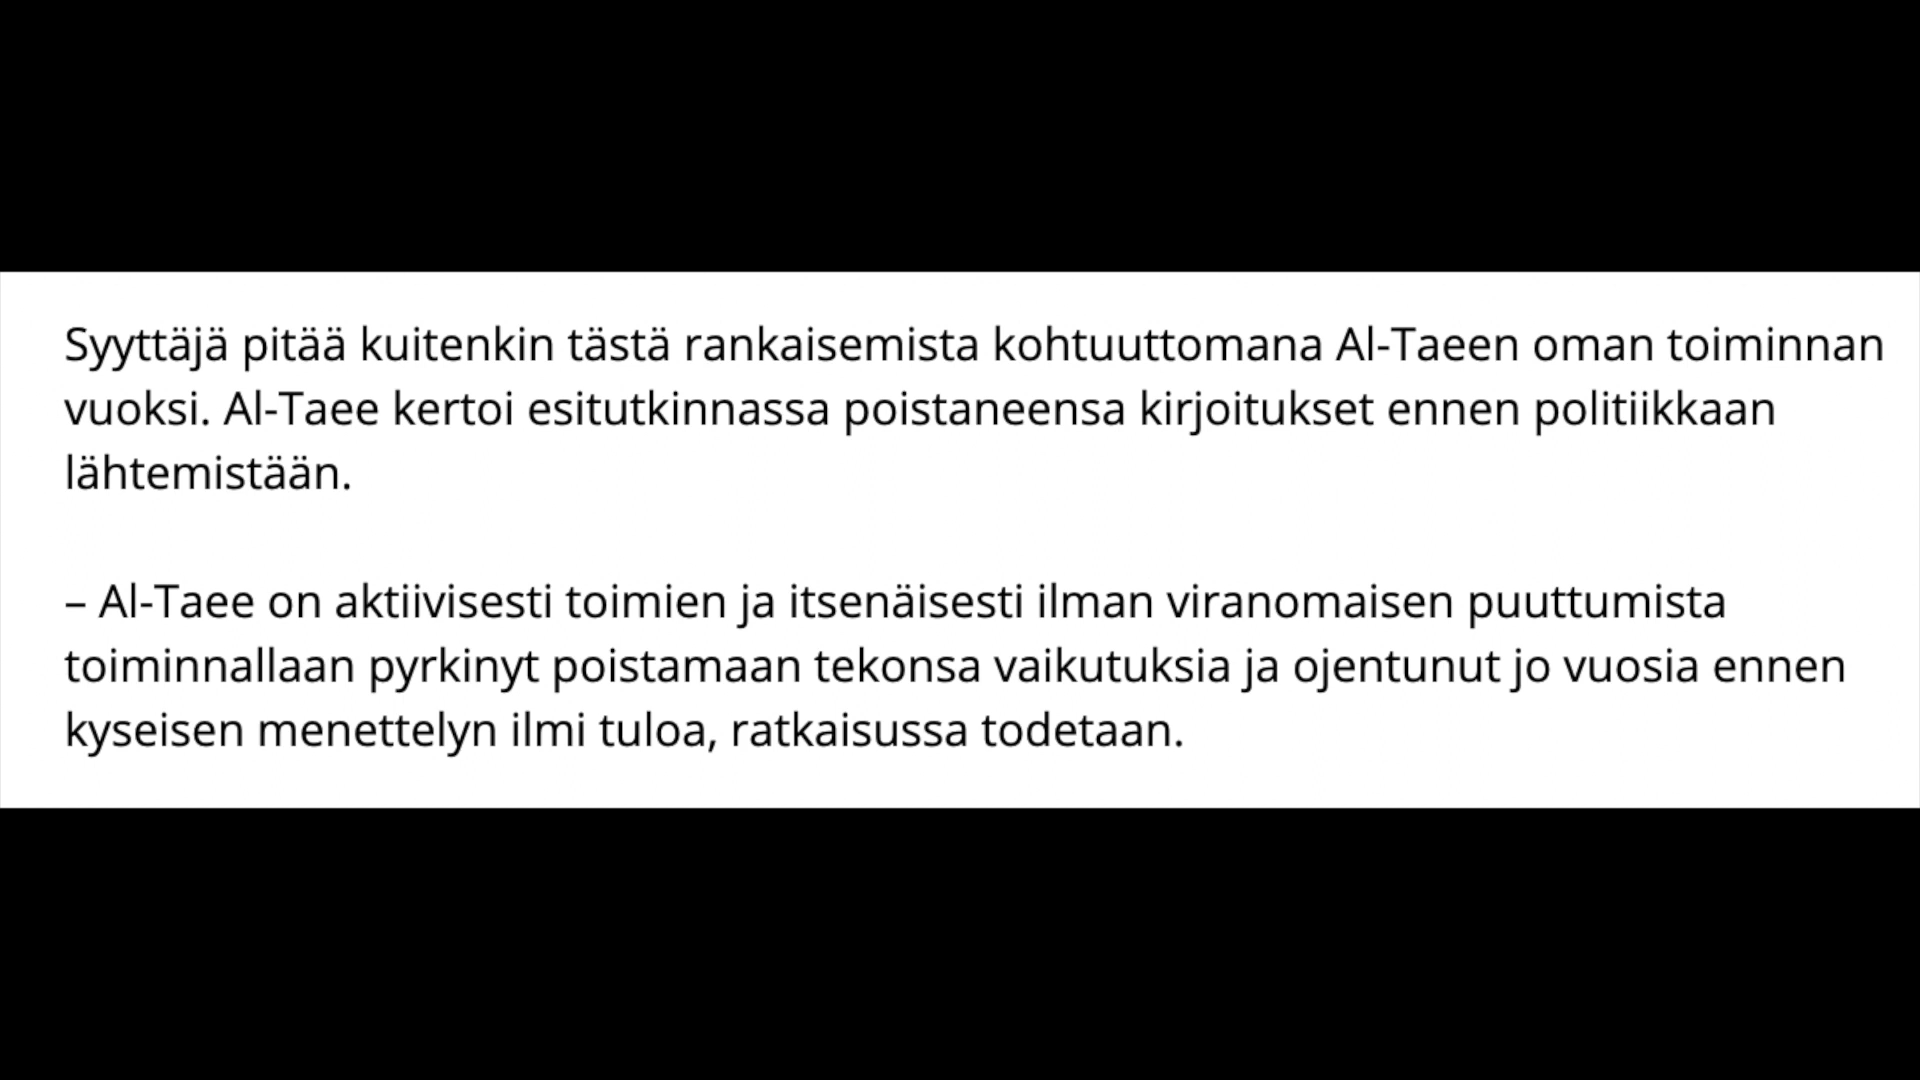 Syyttäjä pitää kuitenkin tästä rankaisemista kohtuuttomana Al-Taeen oman toiminnan
vuoksi. Al-Taee kertoi esitutkinnassa poistaneensa kirjoitukset ennen politiikkaan
lähtemistään.
– Al-Taee on aktiivisesti toimien ja itsenäisesti ilman viranomaisen puuttumista
toiminnallaan pyrkinyt poistamaan tekonsa vaikutuksia ja ojentunut jo vuosia ennen
kyseisen menettelyn ilmi tuloa, ratkaisussa todetaan.